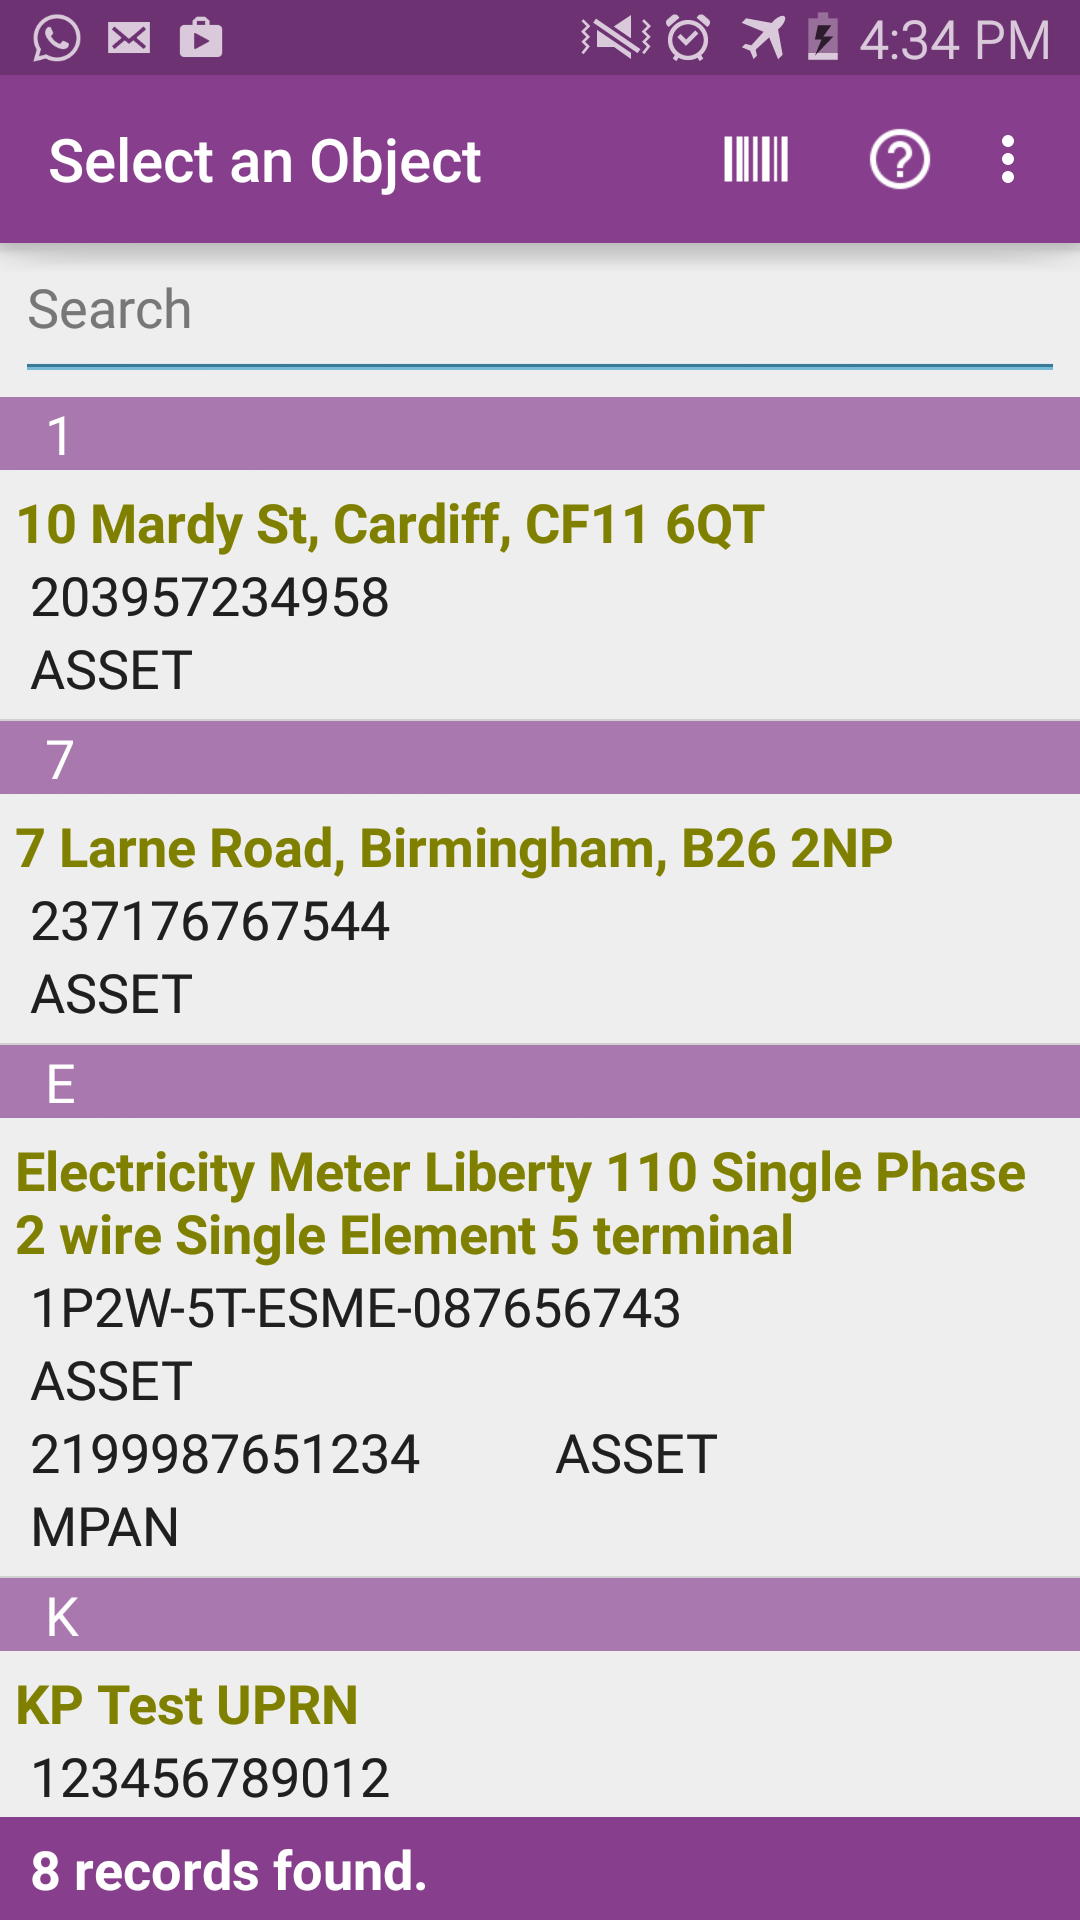 4:34 PM
Select an Object
Search
1
10 Mardy St, Cardiff, CF11 6QT
203957234958
ASSET
7
7 Larne Road, Birmingham, B26 2NP
237176767544
ASSET
E
Electricity Meter Liberty 110 Single Phase
2 wire Single Element 5 terminal
1P2W-5T-ESME-087656743
ASSET
2199987651234 ASSET
MPAN
K
KP Test UPRN
123456789012
8 records found.